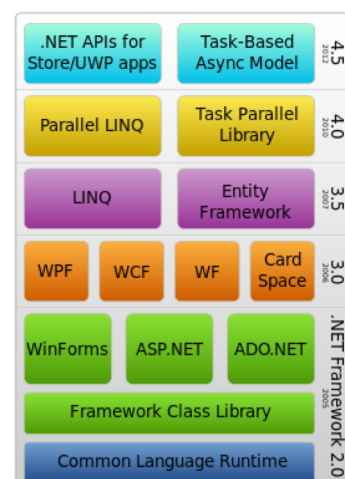 .NET APIs for
Store/UWP apps
Task-Based
Async Model
4.5
2012
Parallel LINQ
Task Parallel
Library
4.0
2010
LINQ
Entity
Framework
3.5
2007
WPF
WCF
WF
Card
Space
3.0
2006
WinForms
ASP.NET
ADO.NET
Framework Class Library
Common Language Runtime
.NET Framework 2.0
2005